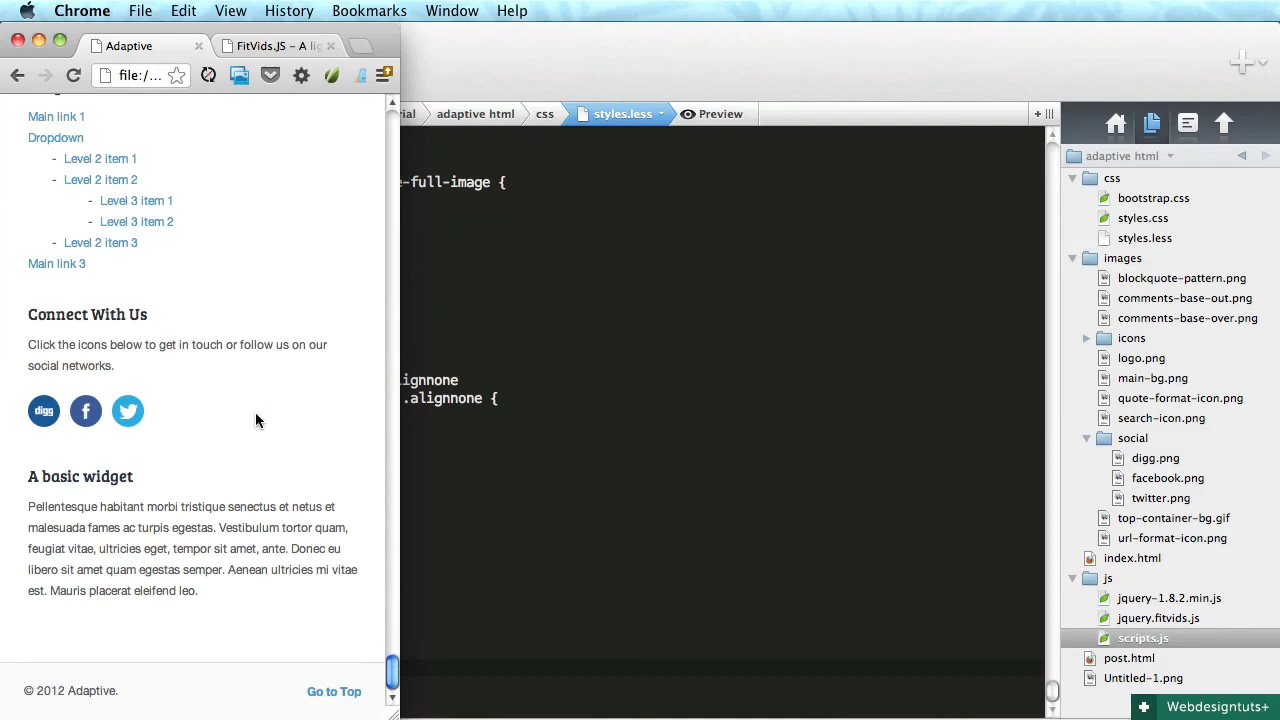 Chrome File Edit View History Bookmarks Window Help
Adaptive
FitVids.JS – A lig
file:/...
Main link 1
Dropdown
- Level 2 item 1
- Level 2 item 2
- Level 3 item 1
- Level 3 item 2
- Level 2 item 3
Main link 3
Connect With Us
Click the icons below to get in touch or follow us on our
social networks.
digg f
A basic widget
Pellentesque habitant morbi tristique senectus et netus et
malesuada fames ac turpis egestas. Vestibulum tortor quam,
feugiat vitae, ultricies eget, tempor sit amet, ante. Donec eu
libero sit amet quam egestas semper. Aenean ultricies mi vitae
est. Mauris placerat eleifend leo.
© 2012 Adaptive. Go to Top
ial adaptive html css styles.less Preview
e-full-image {
ignnone
.alignnone {
adaptive html
css
bootstrap.css
styles.css
styles.less
images
blockquote-pattern.png
comments-base-out.png
comments-base-over.png
icons
logo.png
main-bg.png
quote-format-icon.png
search-icon.png
social
digg.png
facebook.png
twitter.png
top-container-bg.gif
url-format-icon.png
index.html
js
jquery-1.8.2.min.js
jquery.fitvids.js
scripts.js
post.html
Untitled-1.png
Webdesigntuts+